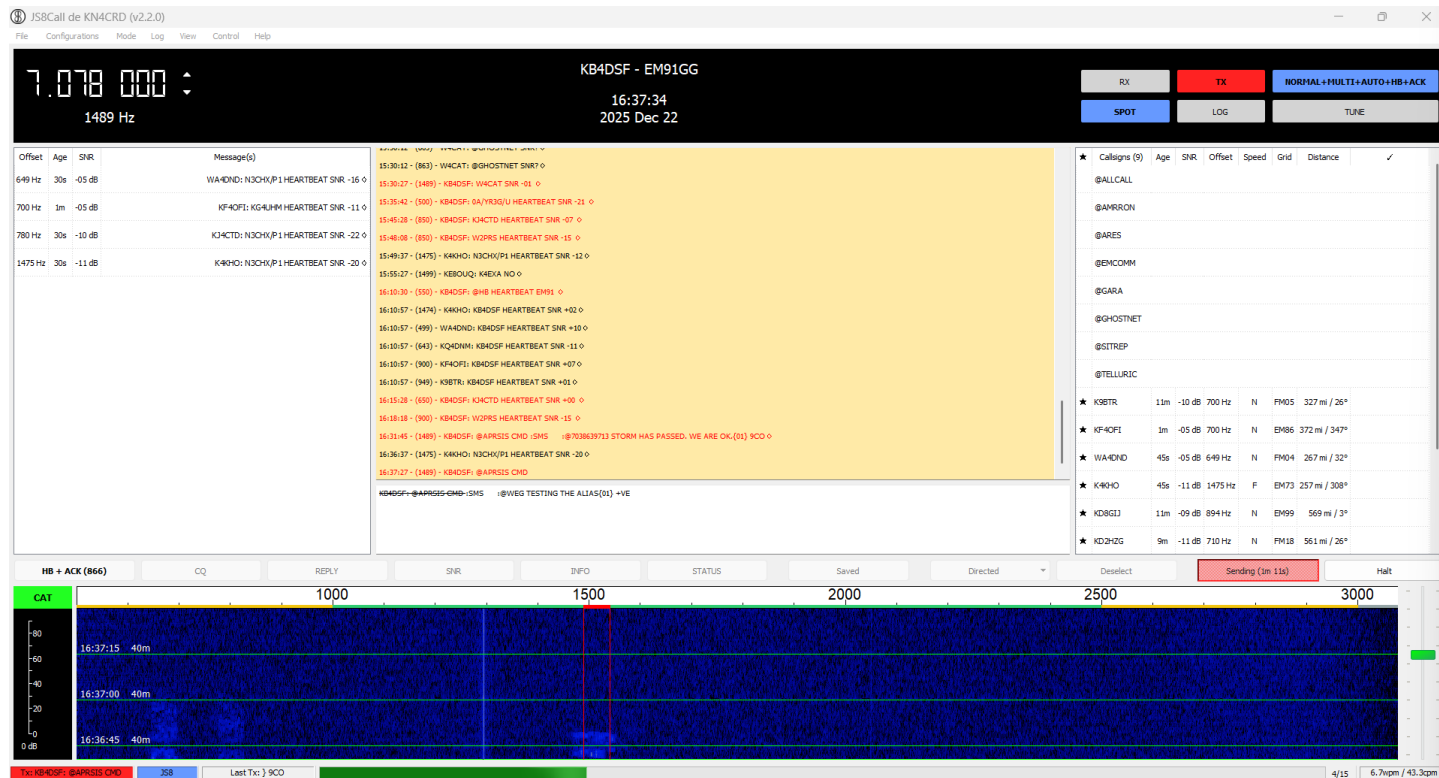 JS8Call de KN4CRD (v2.2.0)
File Configurations Mode Log View Control Help
7.078 000
1489 Hz
KB4DSF - EM91GG
16:37:34
2025 Dec 22
RX TX NORMAL+MULTI+AUTO+HB+ACK
SPOT LOG TUNE
Offset Age SNR Message(s)
649 Hz 30s -05 dB WA4DND: N3CHX/P1 HEARTBEAT SNR -16 ♢
700 Hz 1m -05 dB KF4OFI: KG4UHM HEARTBEAT SNR -11 ♢
780 Hz 30s -10 dB KJ4CTD: N3CHX/P1 HEARTBEAT SNR -22 ♢
1475 Hz 30s -11 dB K4KHO: N3CHX/P1 HEARTBEAT SNR -20 ♢
15:30:12 - (863) - W4CAT: @GHOSTNET SNR? ♢
15:30:12 - (863) - W4CAT: @GHOSTNET SNR? ♢
15:30:27 - (1489) - KB4DSF: W4CAT SNR -01 ♢
15:35:42 - (500) - KB4DSF: 0A/YR3G/U HEARTBEAT SNR -21 ♢
15:45:28 - (850) - KB4DSF: KJ4CTD HEARTBEAT SNR -07 ♢
15:48:08 - (850) - KB4DSF: W2PRS HEARTBEAT SNR -15 ♢
15:49:37 - (1475) - K4KHO: N3CHX/P1 HEARTBEAT SNR -12 ♢
15:55:27 - (1499) - KE8OUQ: K4EXA NO ♢
16:10:30 - (550) - KB4DSF: @HB HEARTBEAT EM91 ♢
16:10:57 - (1474) - K4KHO: KB4DSF HEARTBEAT SNR +02 ♢
16:10:57 - (499) - WA4DND: KB4DSF HEARTBEAT SNR +10 ♢
16:10:57 - (643) - KQ4DNM: KB4DSF HEARTBEAT SNR -11 ♢
16:10:57 - (900) - KF4OFI: KB4DSF HEARTBEAT SNR +07 ♢
16:10:57 - (949) - K9BTR: KB4DSF HEARTBEAT SNR +01 ♢
16:15:28 - (650) - KB4DSF: KJ4CTD HEARTBEAT SNR +00 ♢
16:18:18 - (900) - KB4DSF: W2PRS HEARTBEAT SNR -15 ♢
16:31:45 - (1489) - KB4DSF: @APRSIS CMD :SMS :@7038639713 STORM HAS PASSED. WE ARE OK.{01} 9CO ♢
16:36:37 - (1475) - K4KHO: N3CHX/P1 HEARTBEAT SNR -20 ♢
16:37:27 - (1489) - KB4DSF: @APRSIS CMD
KB4DSF: @APRSIS CMD :SMS :@WEG TESTING THE ALIAS{01} +VE
★ Callsigns (9) Age SNR Offset Speed Grid Distance ✓
@ALLCALL
@AMRRON
@ARES
@EMCOMM
@GARA
@GHOSTNET
@SITREP
@TELLURIC
★ K9BTR 11m -10 dB 700 Hz N FM05 327 mi / 26°
★ KF4OFI 1m -05 dB 700 Hz N EM86 372 mi / 347°
★ WA4DND 45s -05 dB 649 Hz N FM04 267 mi / 32°
★ K4KHO 45s -11 dB 1475 Hz F EM73 257 mi / 308°
★ KD8GIJ 11m -09 dB 894 Hz N EM99 569 mi / 3°
★ KD2HZG 9m -11 dB 710 Hz N FM18 561 mi / 26°
HB + ACK (866) CQ REPLY SNR INFO STATUS Saved Directed Deselect Sending (1m 11s) Halt
CAT 1000 1500 2000 2500 3000
80
60
40
20
0
0 dB
16:37:15 40m
16:37:00 40m
16:36:45 40m
Tx: KB4DSF: @APRSIS CMD JS8 Last Tx: } 9CO 4/15 6.7wpm / 43.3cpm